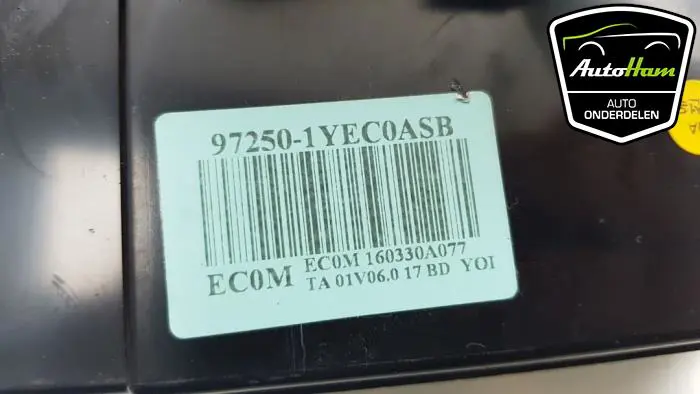 AutoHam
AUTO
ONDERDELEN
97250-1YEC0ASB
EC0M
EC0M 160330A077
TA 01V06.0 17 BD YOI